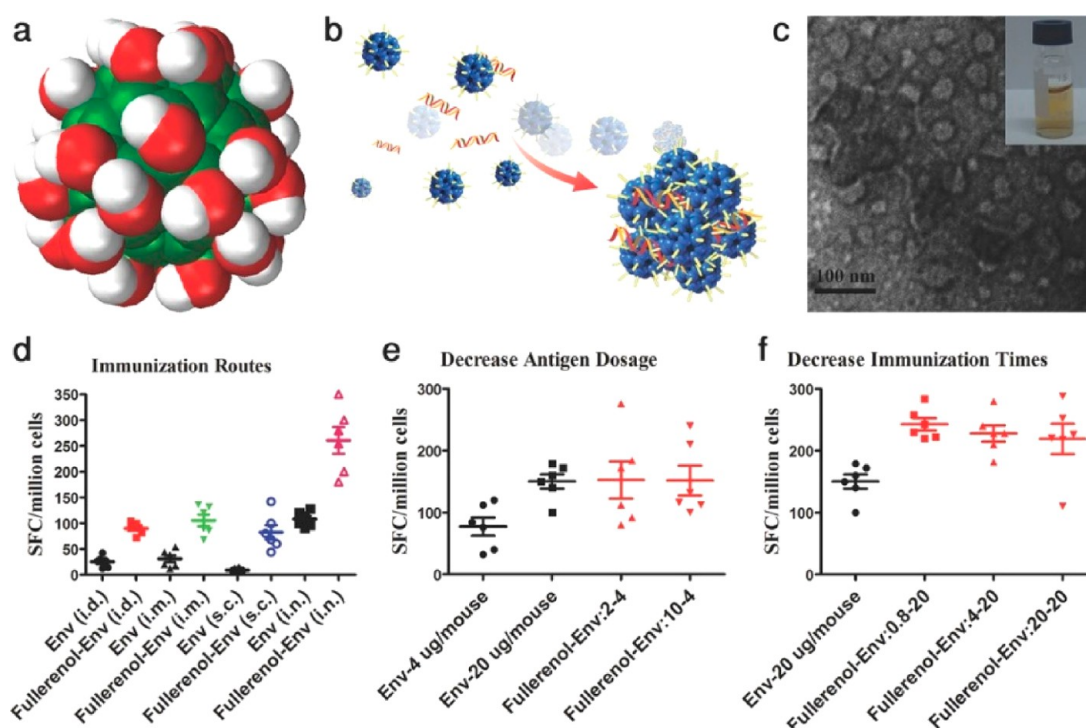 a
b
c
100 nm
d
Immunization Routes
SFC/million cells
350
300
250
200
150
100
50
0
Env (i.d.)
Fullerenol-Env (i.d.)
Env (i.m.)
Fullerenol-Env (i.m.)
Env (s.c.)
Fullerenol-Env (s.c.)
Env (i.n.)
Fullerenol-Env (i.n.)
e
Decrease Antigen Dosage
SFC/million cells
300
200
100
0
Env-4 ug/mouse
Env-20 ug/mouse
Fullerenol-Env:2-4
Fullerenol-Env:10-4
f
Decrease Immunization Times
SFC/million cells
300
200
100
0
Env-20 ug/mouse
Fullerenol-Env:0.8-20
Fullerenol-Env:4-20
Fullerenol-Env:20-20